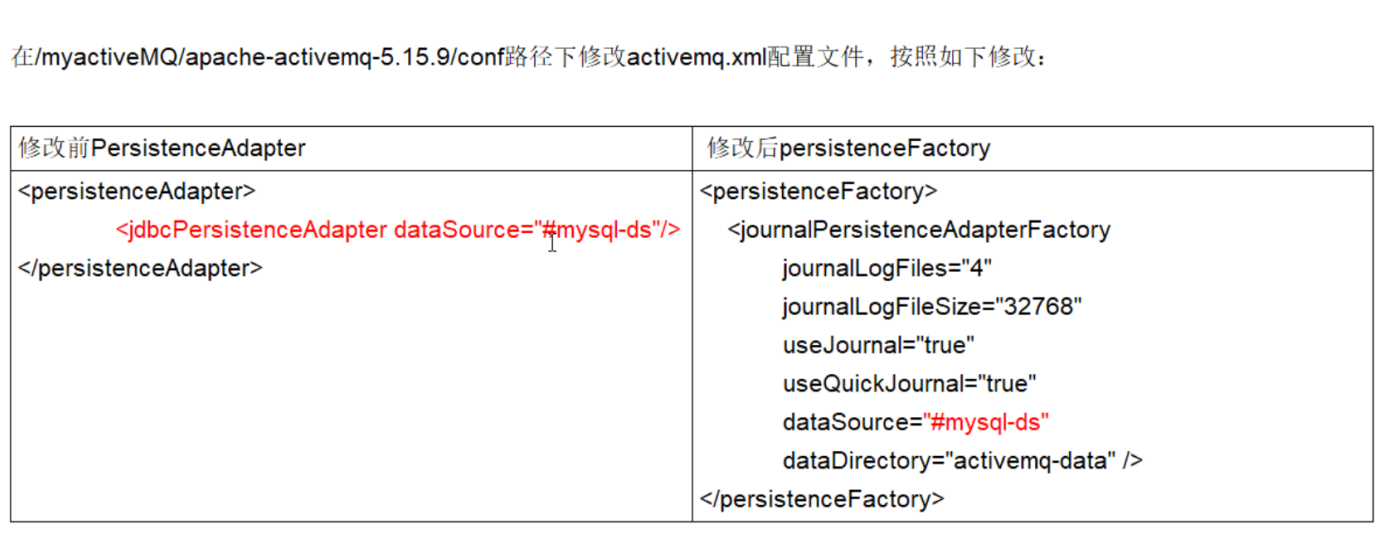 在/myactiveMQ/apache-activemq-5.15.9/conf路径下修改activemq.xml配置文件，按照如下修改：
修改前PersistenceAdapter
<persistenceAdapter>
<jdbcPersistenceAdapter dataSource="#mysql-ds"/>
</persistenceAdapter>
修改后persistenceFactory
<persistenceFactory>
<journalPersistenceAdapterFactory
journalLogFiles="4"
journalLogFileSize="32768"
useJournal="true"
useQuickJournal="true"
dataSource="#mysql-ds"
dataDirectory="activemq-data" />
</persistenceFactory>